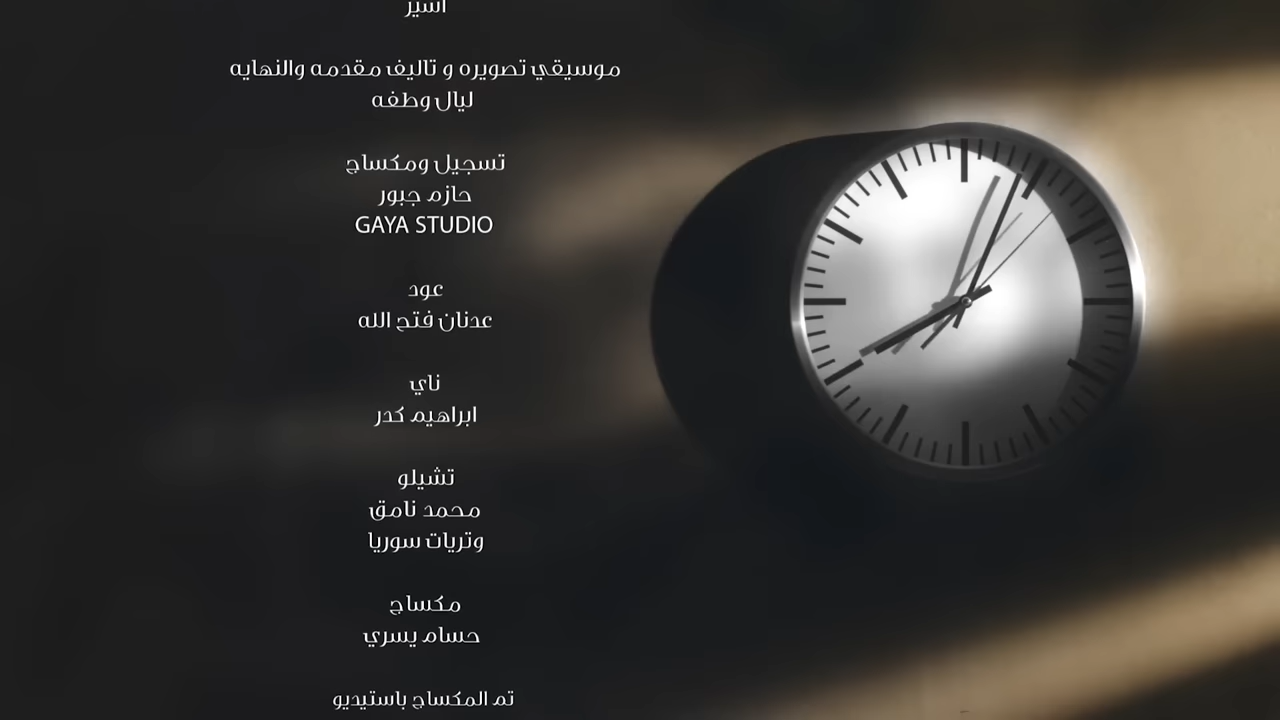 اسير
موسيقي تصويره و تاليف مقدمه والنهايه
ليال وطفه
تسجيل ومكساج
حازم جبور
GAYA STUDIO
عود
عدنان فتح الله
ناي
ابراهيم كدر
تشيلو
محمد نامق
وتريات سوريا
مكساج
حسام يسري
تم المكساج باستيديو